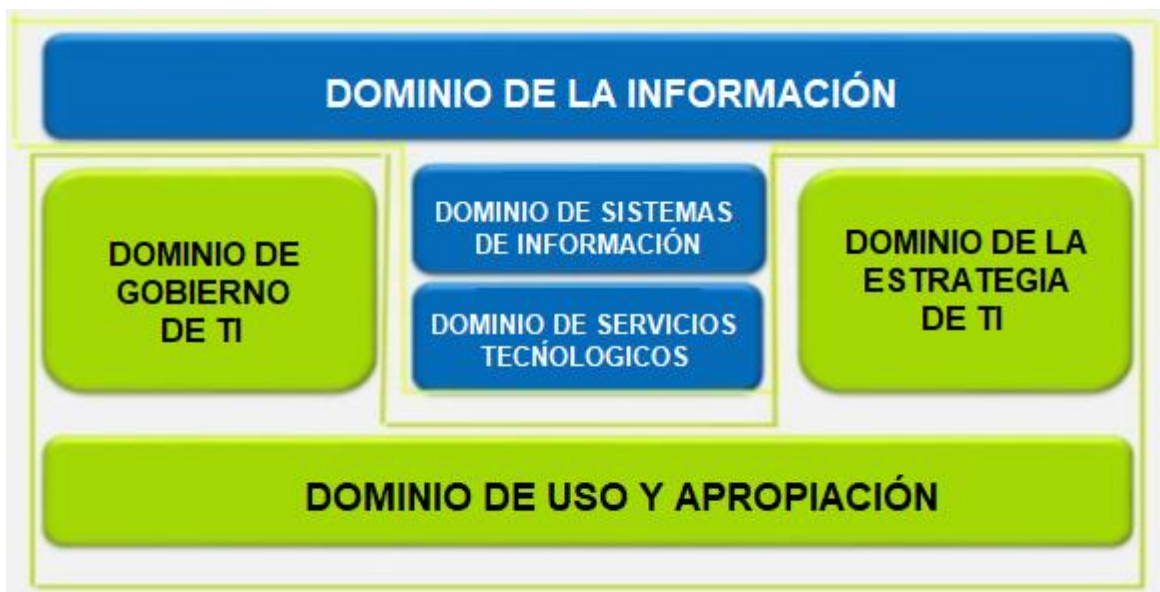 DOMINIO DE LA INFORMACIÓN
DOMINIO DE
GOBIERNO
DE TI
DOMINIO DE SISTEMAS
DE INFORMACIÓN
DOMINIO DE SERVICIOS
TECŃOLOGICOS
DOMINIO DE LA
ESTRATEGIA
DE TI
DOMINIO DE USO Y APROPIACIÓN